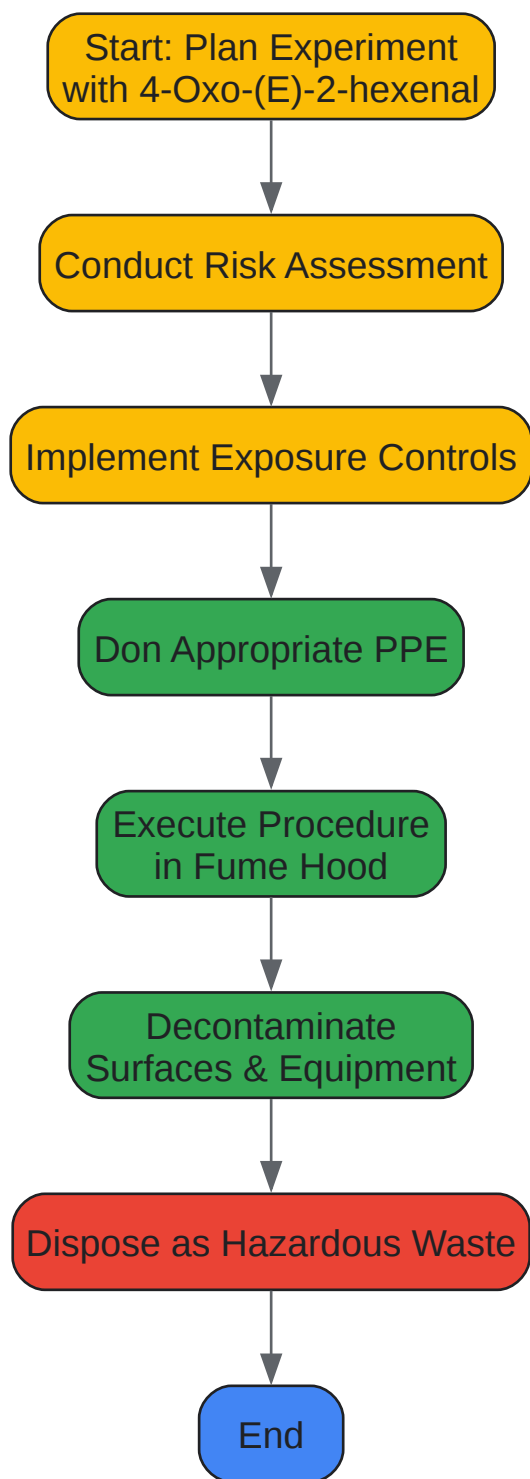 Start: Plan Experiment
with 4-Oxo-(E)-2-hexenal
Conduct Risk Assessment
Implement Exposure Controls
Don Appropriate PPE
Execute Procedure
in Fume Hood
Decontaminate
Surfaces & Equipment
Dispose as Hazardous Waste
End